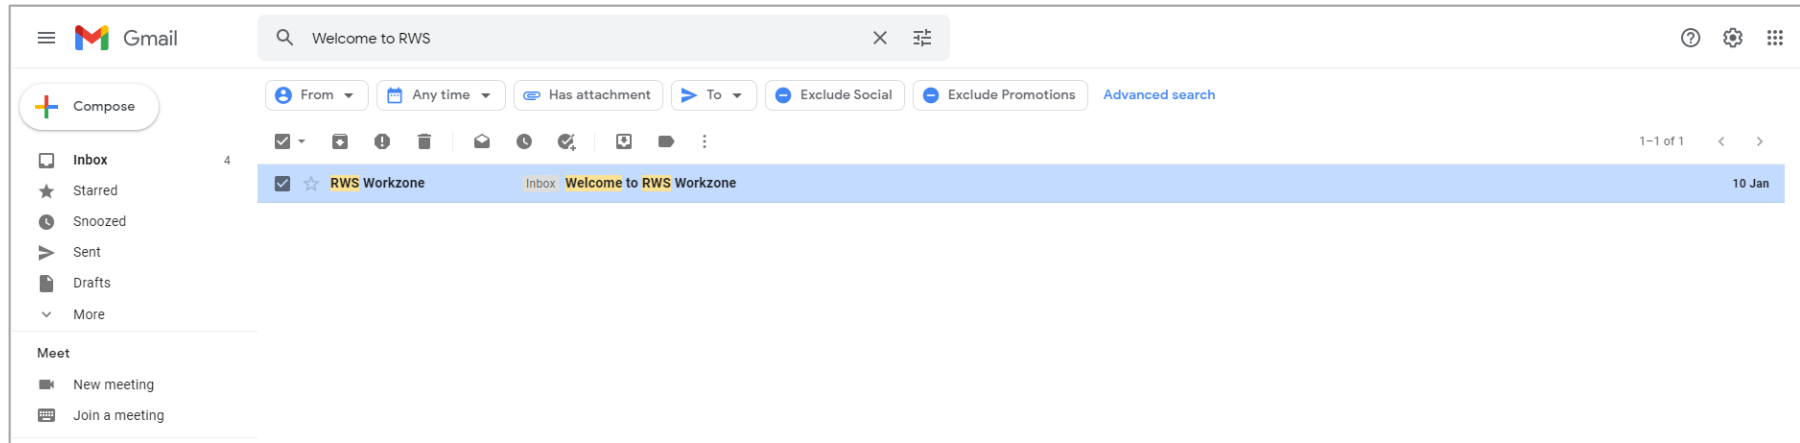 Gmail
Welcome to RWS
Compose
From
Any time
Has attachment
To
Exclude Social
Exclude Promotions
Advanced search
1–1 of 1
Inbox 4
Starred
Snoozed
Sent
Drafts
More
RWS Workzone Inbox Welcome to RWS Workzone 10 Jan
Meet
New meeting
Join a meeting